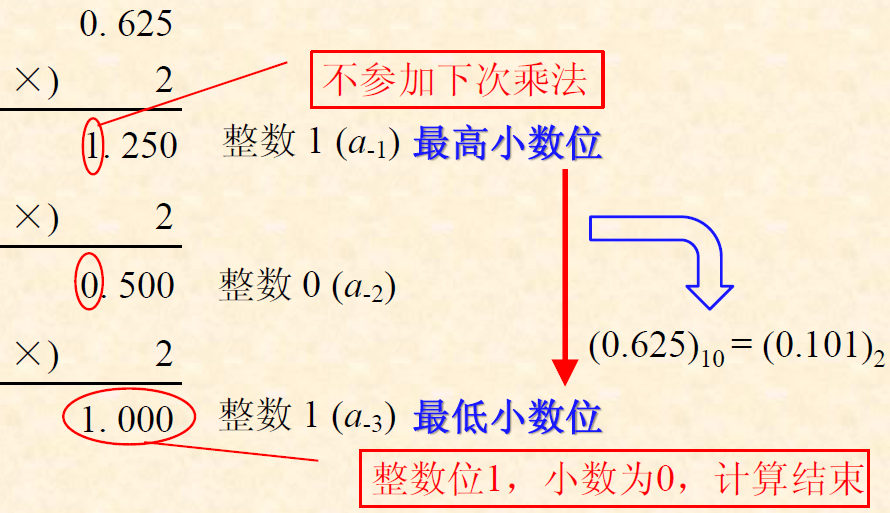 0. 625
×) 2
不参加下次乘法
1. 250 整数 1 (a-1) 最高小数位
×) 2
0. 500 整数 0 (a-2)
×) 2
(0.625)10 = (0.101)2
1. 000 整数 1 (a-3) 最低小数位
整数位1，小数为0，计算结束